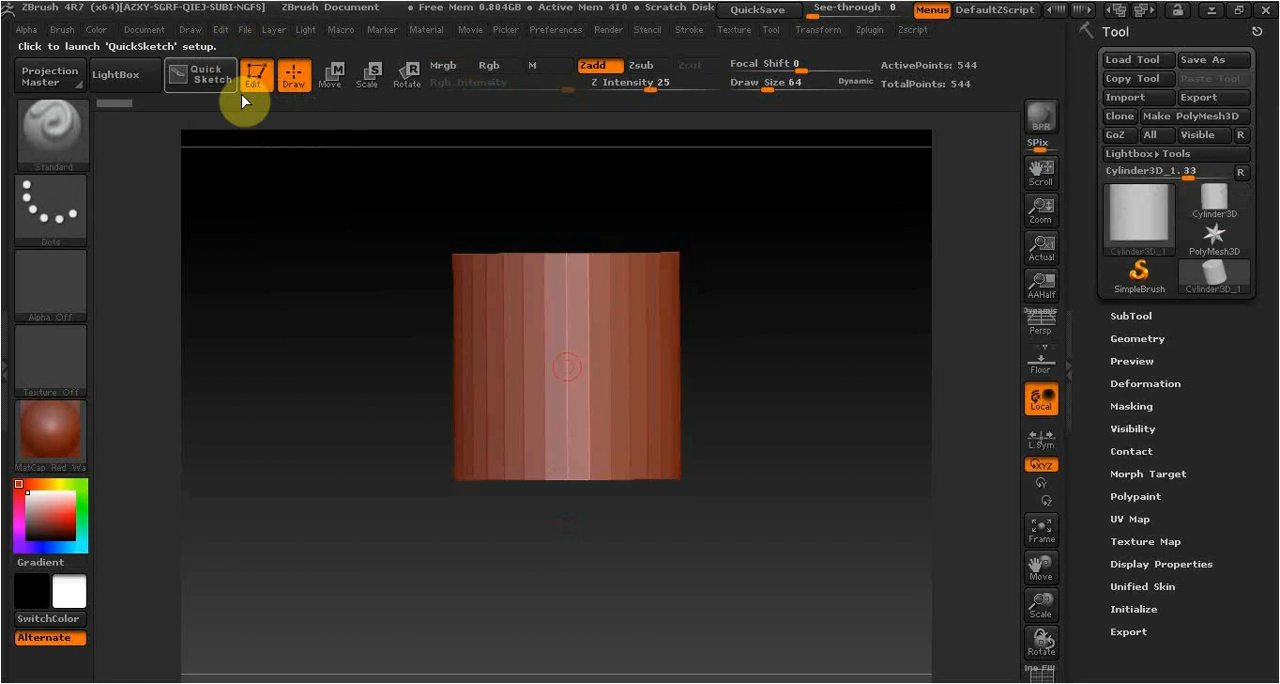 ZBrush 4R7 (x64)[AZXY-SGRF-QIEJ-SUBI-NGFS] ZBrush Document • Free Mem 0.804GB • Active Mem 410 • Scratch Disk QuickSave See-through 0 Menus DefaultZScript
Alpha Brush Color Document Draw Edit File Layer Light Macro Marker Material Movie Picker Preferences Render Stencil Stroke Texture Tool Transform Zplugin Zscript
Click to launch 'QuickSketch' setup.
Projection Master
LightBox
Quick Sketch
Edit
Draw
Move
Scale
Rotate
Mrgb Rgb M
Rgb Intensity
Zadd Zsub Zcut
Z Intensity 25
Focal Shift 0
Draw Size 64 Dynamic
ActivePoints: 544
TotalPoints: 544
Standard
Dots
Alpha Off
Texture Off
MatCap Red Wa
Gradient
SwitchColor
Alternate
BPR
SPix
Scroll
Zoom
Actual
AAHalf
Dynamic
Persp
Floor
Local
L.Sym
XYZ
Y
Z
Frame
Move
Scale
Rotate
Tool
Load Tool Save As
Copy Tool Paste Tool
Import Export
Clone Make PolyMesh3D
GoZ All Visible R
Lightbox▸Tools
Cylinder3D_1. 33 R
Cylinder3D_1
Cylinder3D
PolyMesh3D
SimpleBrush
Cylinder3D_1
SubTool
Geometry
Preview
Deformation
Masking
Visibility
Contact
Morph Target
Polypaint
UV Map
Texture Map
Display Properties
Unified Skin
Initialize
Export